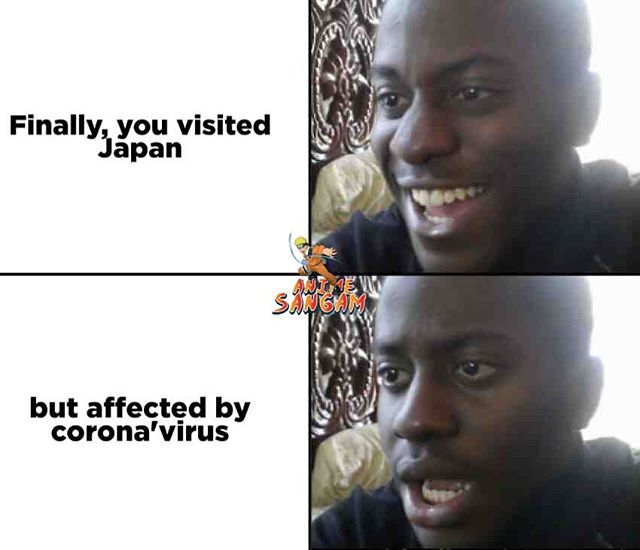 Finally, you visited
Japan
ANIME
SANGAM
but affected by
corona'virus